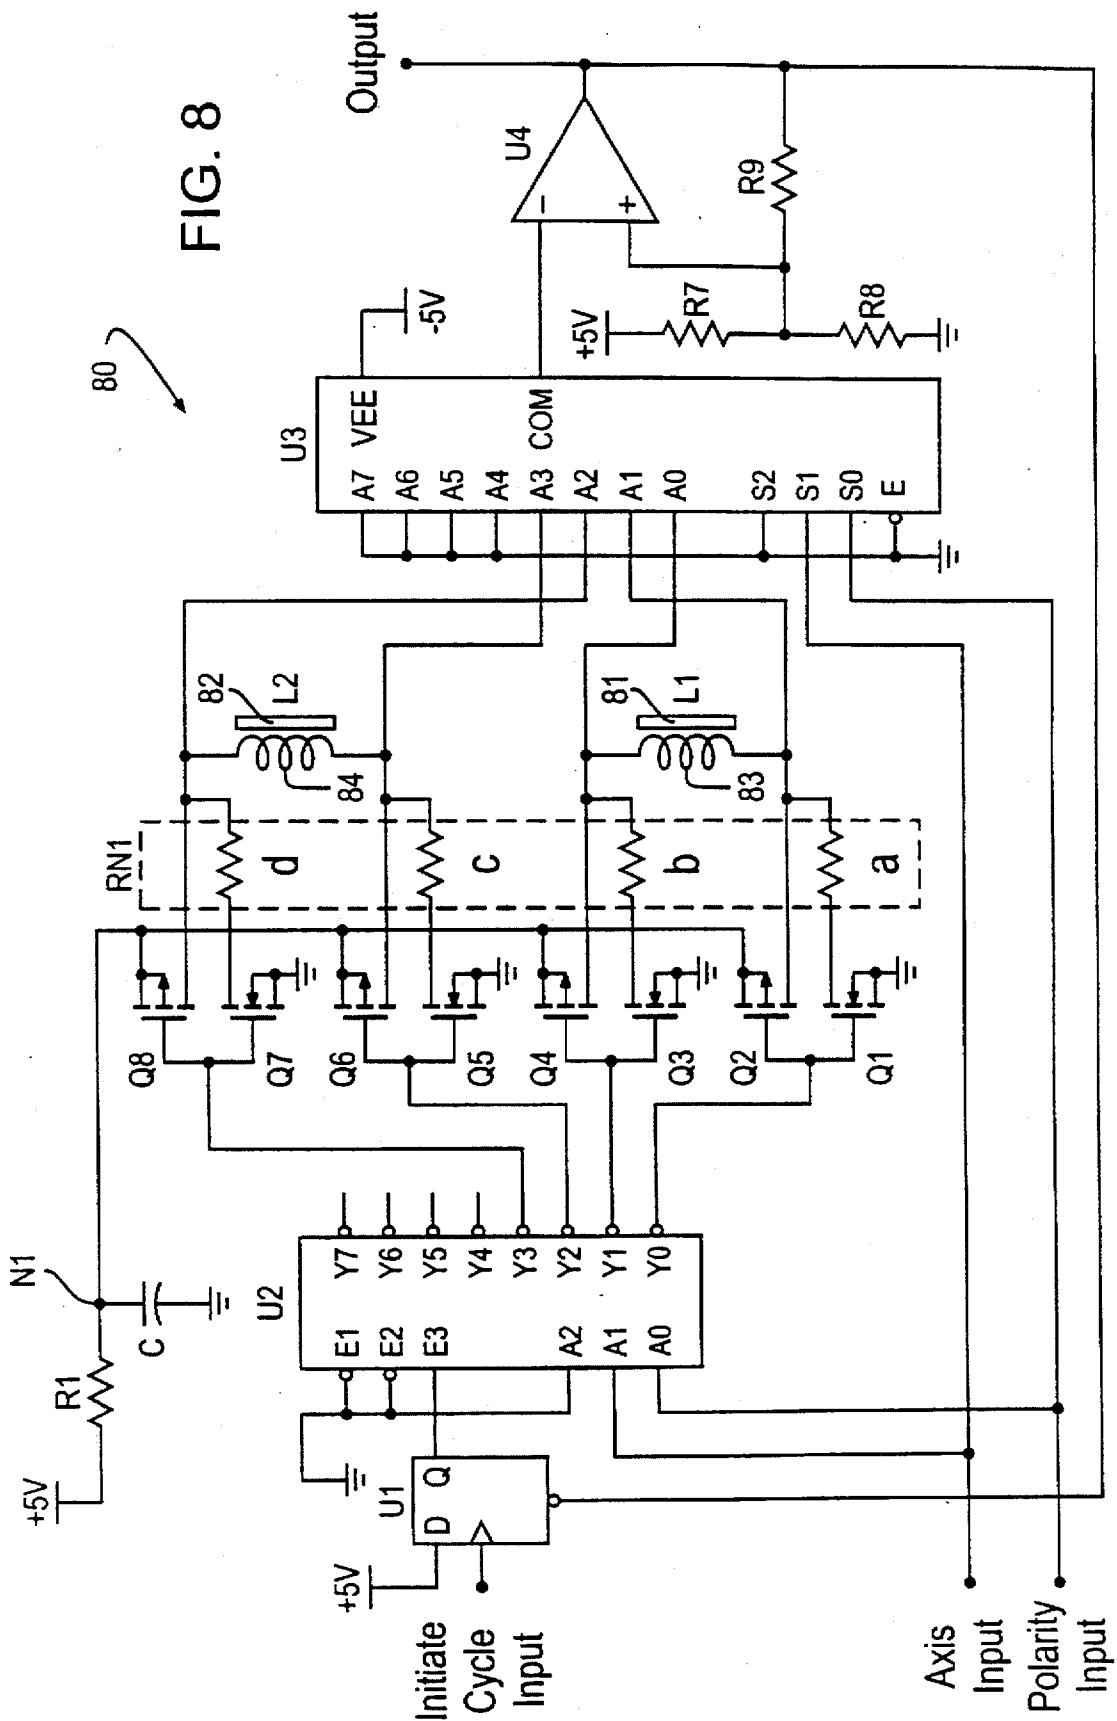 FIG. 8
80
+5V
R1
N1
C
+5V
Initiate
Cycle
Input
U1
D
Q
U2
E1
E2
E3
A2
A1
A0
Y7
Y6
Y5
Y4
Y3
Y2
Y1
Y0
Q8
Q7
Q6
Q5
Q4
Q3
Q2
Q1
RN1
d
c
b
a
82
L2
84
81
L1
83
U3
A7
A6
A5
A4
A3
A2
A1
A0
S2
S1
S0
E
VEE
COM
-5V
+5V
R7
R8
R9
U4
−
+
Output
Axis
Input
Polarity
Input